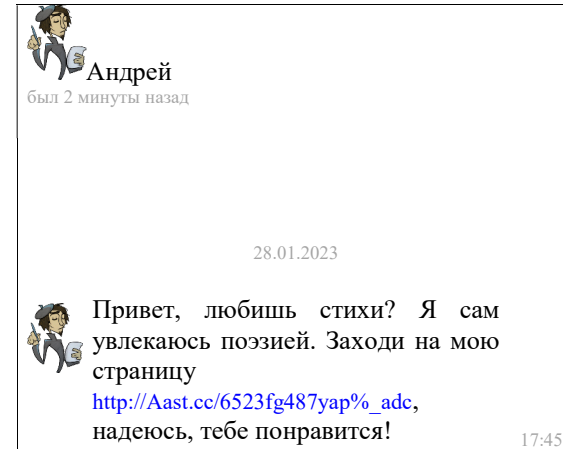 Андрей
был 2 минуты назад
28.01.2023
Привет, любишь стихи? Я сам
увлекаюсь поэзией. Заходи на мою
страницу
http://Aast.cc/6523fg487yap%_adc,
надеюсь, тебе понравится!
17:45